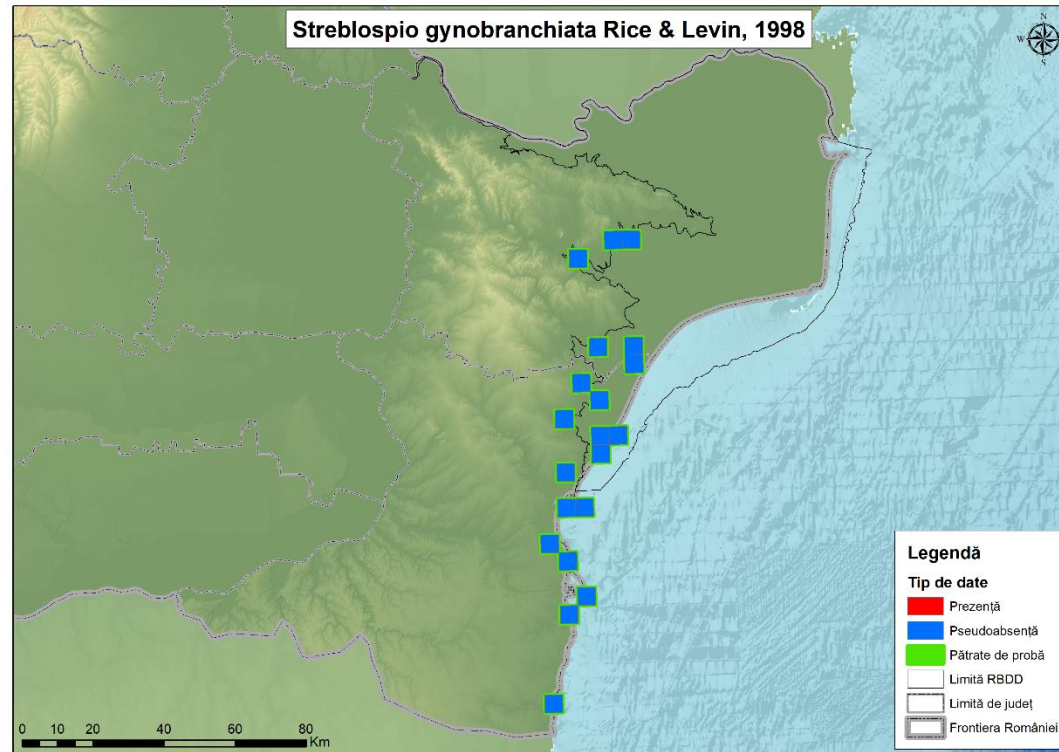 Streblospio gynobranchiata Rice & Levin, 1998
N
W E
S
Legendă
Tip de date
Prezență
Pseudoabsență
Pătrate de probă
Limită RBDD
Limită de județ
Frontiera României
0 10 20 40 60 80
Km